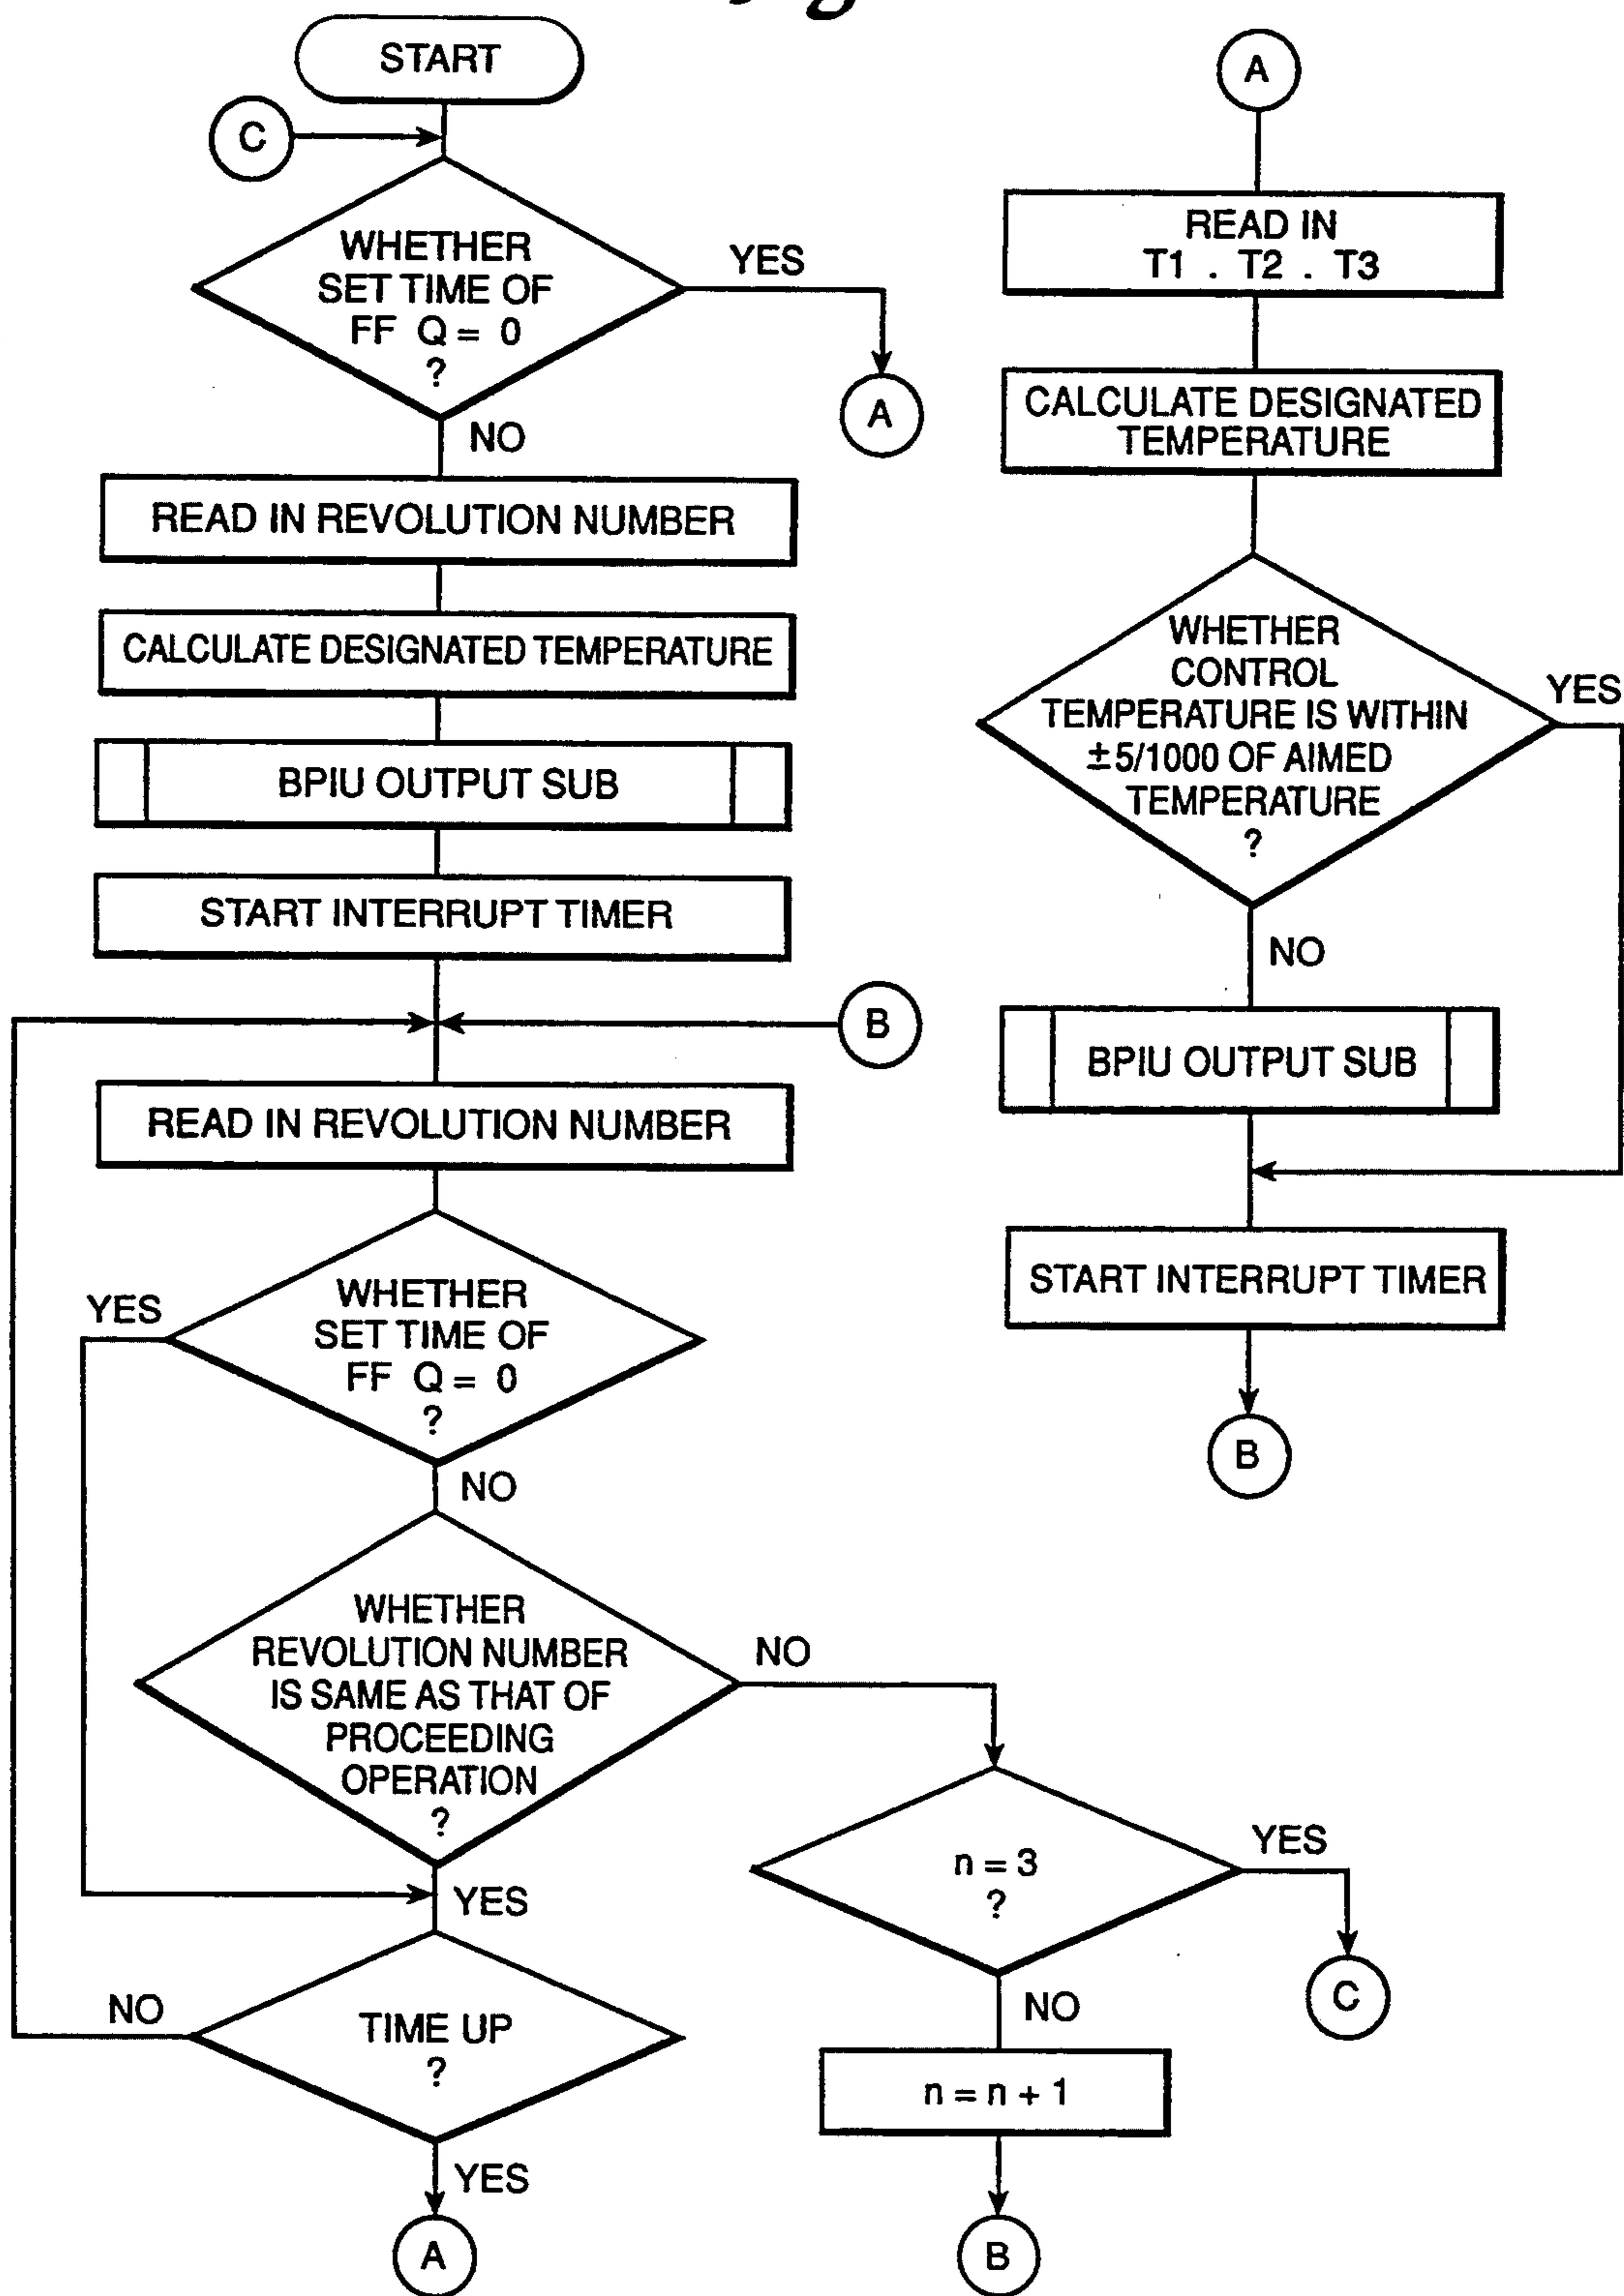 START
C
WHETHER
SET TIME OF
FF Q = 0
?
YES
A
NO
READ IN REVOLUTION NUMBER
CALCULATE DESIGNATED TEMPERATURE
BPIU OUTPUT SUB
START INTERRUPT TIMER
B
READ IN REVOLUTION NUMBER
WHETHER
SET TIME OF
FF Q = 0
?
YES
NO
WHETHER
REVOLUTION NUMBER
IS SAME AS THAT OF
PROCEEDING
OPERATION
?
NO
YES
TIME UP
?
NO
YES
A
n = 3
?
YES
C
NO
n = n + 1
B
A
READ IN
T1 . T2 . T3
CALCULATE DESIGNATED
TEMPERATURE
WHETHER
CONTROL
TEMPERATURE IS WITHIN
±5/1000 OF AIMED
TEMPERATURE
?
YES
NO
BPIU OUTPUT SUB
START INTERRUPT TIMER
B